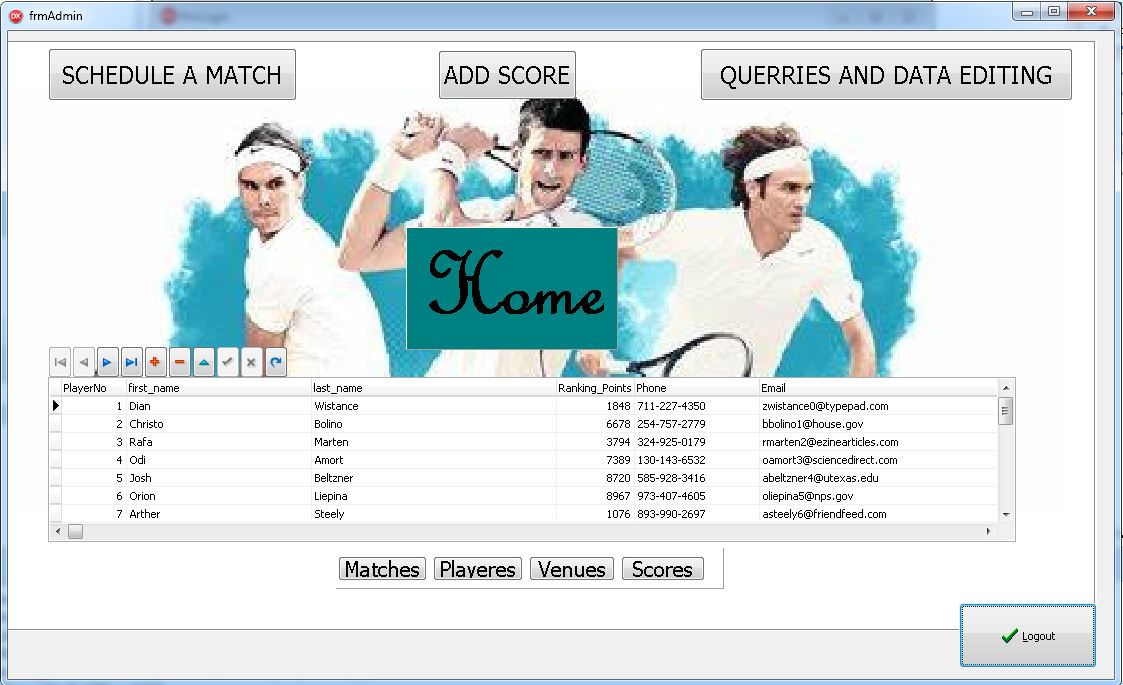 DX frmAdmin
SCHEDULE A MATCH
ADD SCORE
QUERRIES AND DATA EDITING
Home
PlayerNo first_name last_name Ranking_Points Phone Email
1 Dian Wistance 1848 711-227-4350 zwistance0@typepad.com
2 Christo Bolino 6678 254-757-2779 bbolino1@house.gov
3 Rafa Marten 3794 324-925-0179 rmarten2@ezinearticles.com
4 Odi Amort 7389 130-143-6532 oamort3@sciencedirect.com
5 Josh Beltzner 8720 585-928-3416 abeltzner4@utexas.edu
6 Orion Liepina 8967 973-407-4605 oliepina5@nps.gov
7 Arther Steely 1076 893-990-2697 asteely6@friendfeed.com
Matches Playeres Venues Scores
Logout